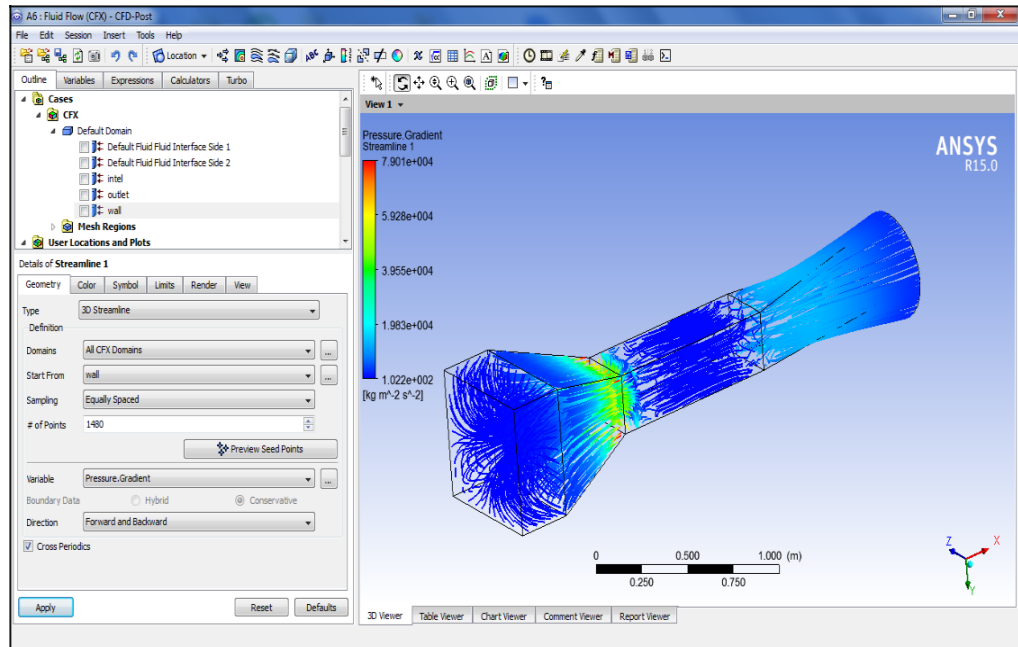 A6 : Fluid Flow (CFX) - CFD-Post
File Edit Session Insert Tools Help
Location
Outline Variables Expressions Calculators Turbo
Cases
CFX
Default Domain
Default Fluid Fluid Interface Side 1
Default Fluid Fluid Interface Side 2
intel
outlet
wall
Mesh Regions
User Locations and Plots
Details of Streamline 1
Geometry Color Symbol Limits Render View
Type 3D Streamline
Definition
Domains All CFX Domains ...
Start From wall ...
Sampling Equally Spaced
# of Points 1480
Preview Seed Points
Variable Pressure.Gradient ...
Boundary Data Hybrid Conservative
Direction Forward and Backward
Cross Periodics
Apply Reset Defaults
View 1
Pressure.Gradient
Streamline 1
7.901e+004
5.928e+004
3.955e+004
1.983e+004
1.022e+002
[kg m^-2 s^-2]
ANSYS
R15.0
0 0.500 1.000 (m)
0.250 0.750
Z X
Y
3D Viewer Table Viewer Chart Viewer Comment Viewer Report Viewer